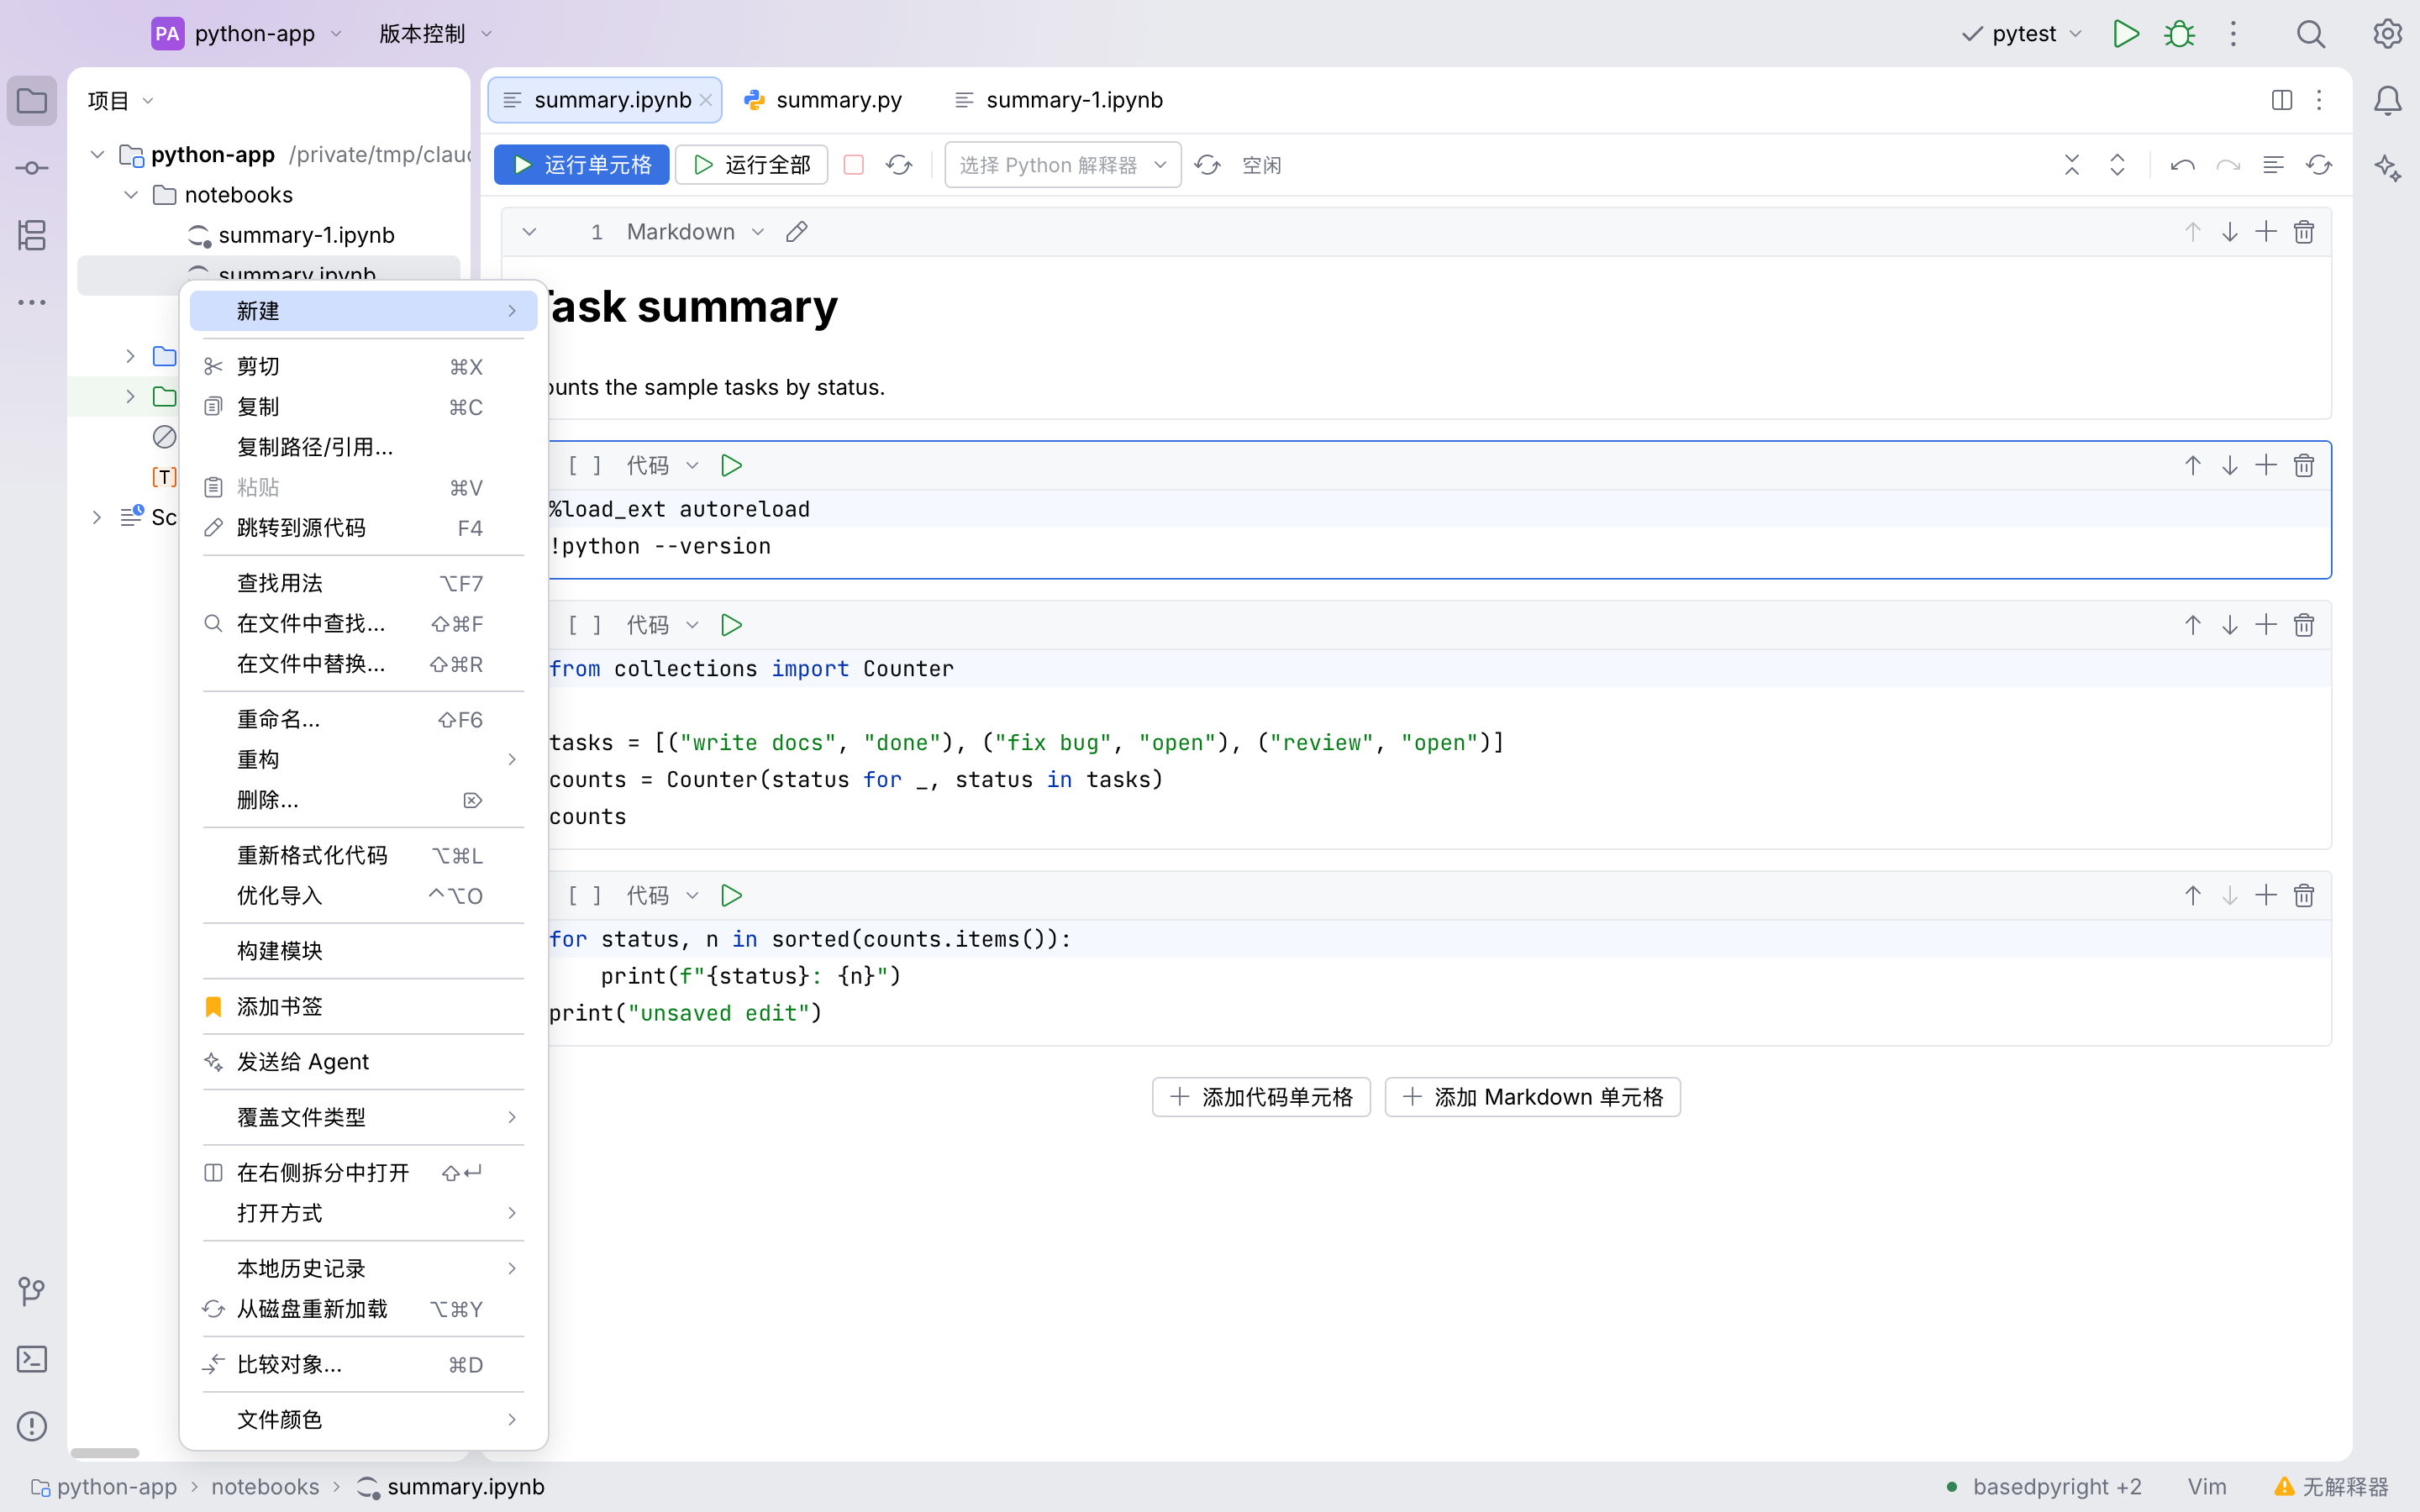 PA python-app 版本控制 pytest
项目
summary.ipynb summary.py summary-1.ipynb
python-app /private/tmp/clau
运行单元格 运行全部 选择 Python 解释器 空闲
notebooks
summary-1.ipynb
summary.ipynb
1 Markdown
Task summary
ounts the sample tasks by status.
[T]
Sc
新建
剪切 ⌘X
复制 ⌘C
复制路径/引用...
粘贴 ⌘V
跳转到源代码 F4
查找用法 ⌥F7
在文件中查找... ⇧⌘F
在文件中替换... ⇧⌘R
重命名... ⇧F6
重构
删除... ⌦
重新格式化代码 ⌥⌘L
优化导入 ^⌥O
构建模块
添加书签
发送给 Agent
覆盖文件类型
在右侧拆分中打开 ⇧↵
打开方式
本地历史记录
从磁盘重新加载 ⌥⌘Y
比较对象... ⌘D
文件颜色
[ ] 代码
%load_ext autoreload
!python --version
[ ] 代码
from collections import Counter
tasks = [("write docs", "done"), ("fix bug", "open"), ("review", "open")]
counts = Counter(status for _, status in tasks)
counts
[ ] 代码
for status, n in sorted(counts.items()):
print(f"{status}: {n}")
print("unsaved edit")
添加代码单元格 添加 Markdown 单元格
python-app notebooks summary.ipynb
basedpyright +2 Vim 无解释器